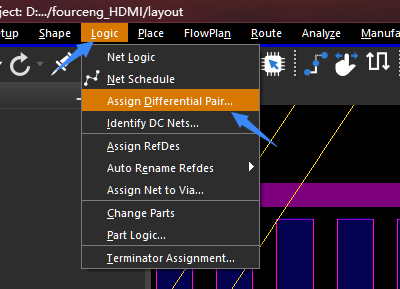 ject: D:.../fourceng_HDMI/layout
tup Shape Logic Place FlowPlan Route Analyze
Net Logic
Net Schedule
Assign Differential Pair...
Identify DC Nets...
Assign RefDes
Auto Rename Refdes
Assign Net to Via...
Change Parts
Part Logic...
Terminator Assignment...